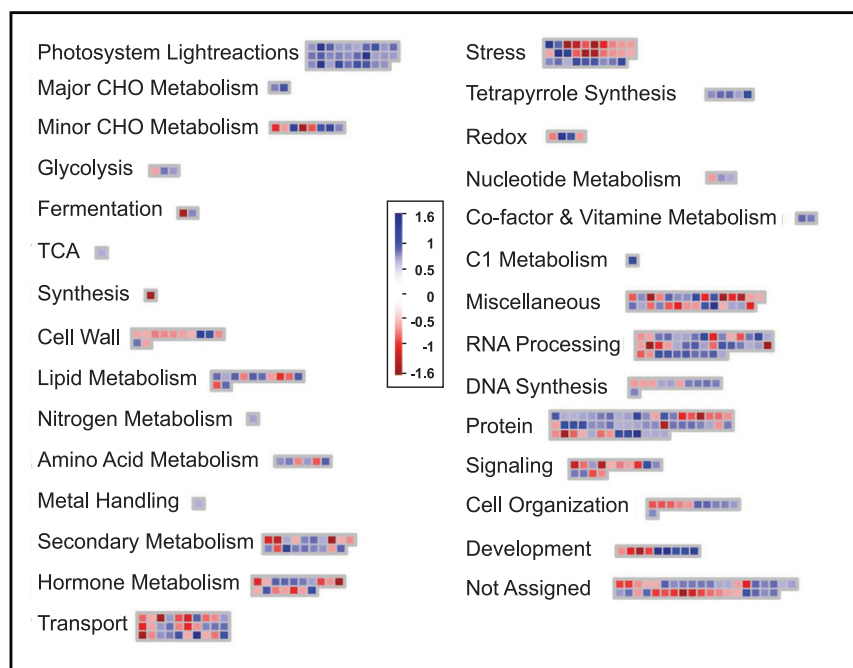 Photosystem Lightreactions
Major CHO Metabolism
Minor CHO Metabolism
Glycolysis
Fermentation
TCA
Synthesis
Cell Wall
Lipid Metabolism
Nitrogen Metabolism
Amino Acid Metabolism
Metal Handling
Secondary Metabolism
Hormone Metabolism
Transport
1.6
1
0.5
0
-0.5
-1
-1.6
Stress
Tetrapyrrole Synthesis
Redox
Nucleotide Metabolism
Co-factor & Vitamine Metabolism
C1 Metabolism
Miscellaneous
RNA Processing
DNA Synthesis
Protein
Signaling
Cell Organization
Development
Not Assigned